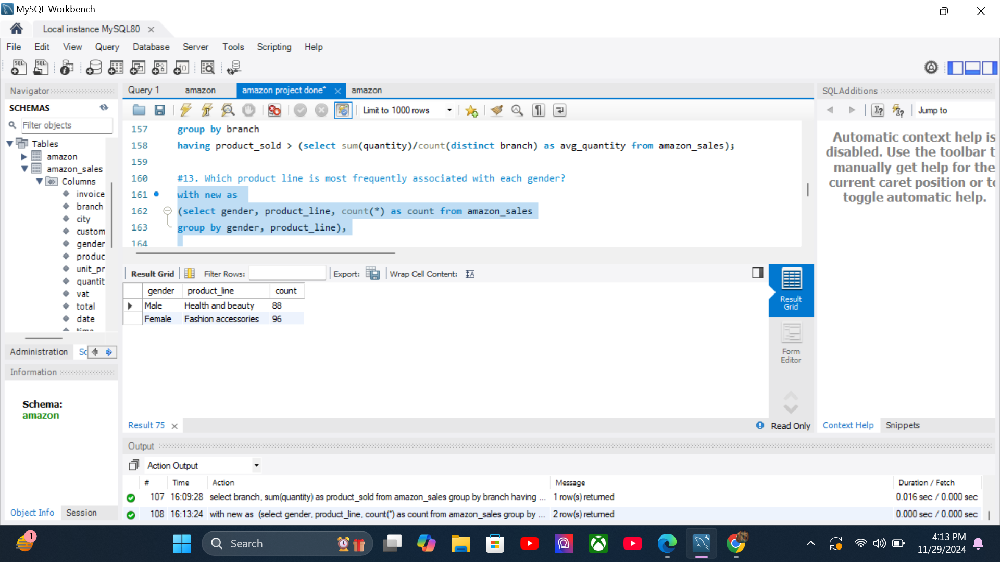 MySQL Workbench
Local instance MySQL80
File Edit View Query Database Server Tools Scripting Help
Navigator
SCHEMAS
Filter objects
Tables
amazon
amazon_sales
Columns
invoice
branch
city
custom
gender
produc
unit_pr
quantit
vat
total
date
time
Administration Sc
Information
Schema:
amazon
Object Info Session
Query 1 amazon amazon project done* amazon
Limit to 1000 rows
157 group by branch
158 having product_sold > (select sum(quantity)/count(distinct branch) as avg_quantity from amazon_sales);
159
160 #13. Which product line is most frequently associated with each gender?
161 with new as
162 (select gender, product_line, count(*) as count from amazon_sales
163 group by gender, product_line),
164
Result Grid Filter Rows: Export: Wrap Cell Content:
gender product_line count
Male Health and beauty 88
Female Fashion accessories 96
Result Grid
Form Editor
Result 75
Read Only
SQLAdditions
Jump to
Automatic context help is
disabled. Use the toolbar t
manually get help for the
current caret position or to
toggle automatic help.
Context Help Snippets
Output
Action Output
# Time Action Message Duration / Fetch
107 16:09:28 select branch, sum(quantity) as product_sold from amazon_sales group by branch having ... 1 row(s) returned 0.016 sec / 0.000 sec
108 16:13:24 with new as (select gender, product_line, count(*) as count from amazon_sales group by ... 2 row(s) returned 0.000 sec / 0.000 sec
1
Search
4:13 PM
11/29/2024